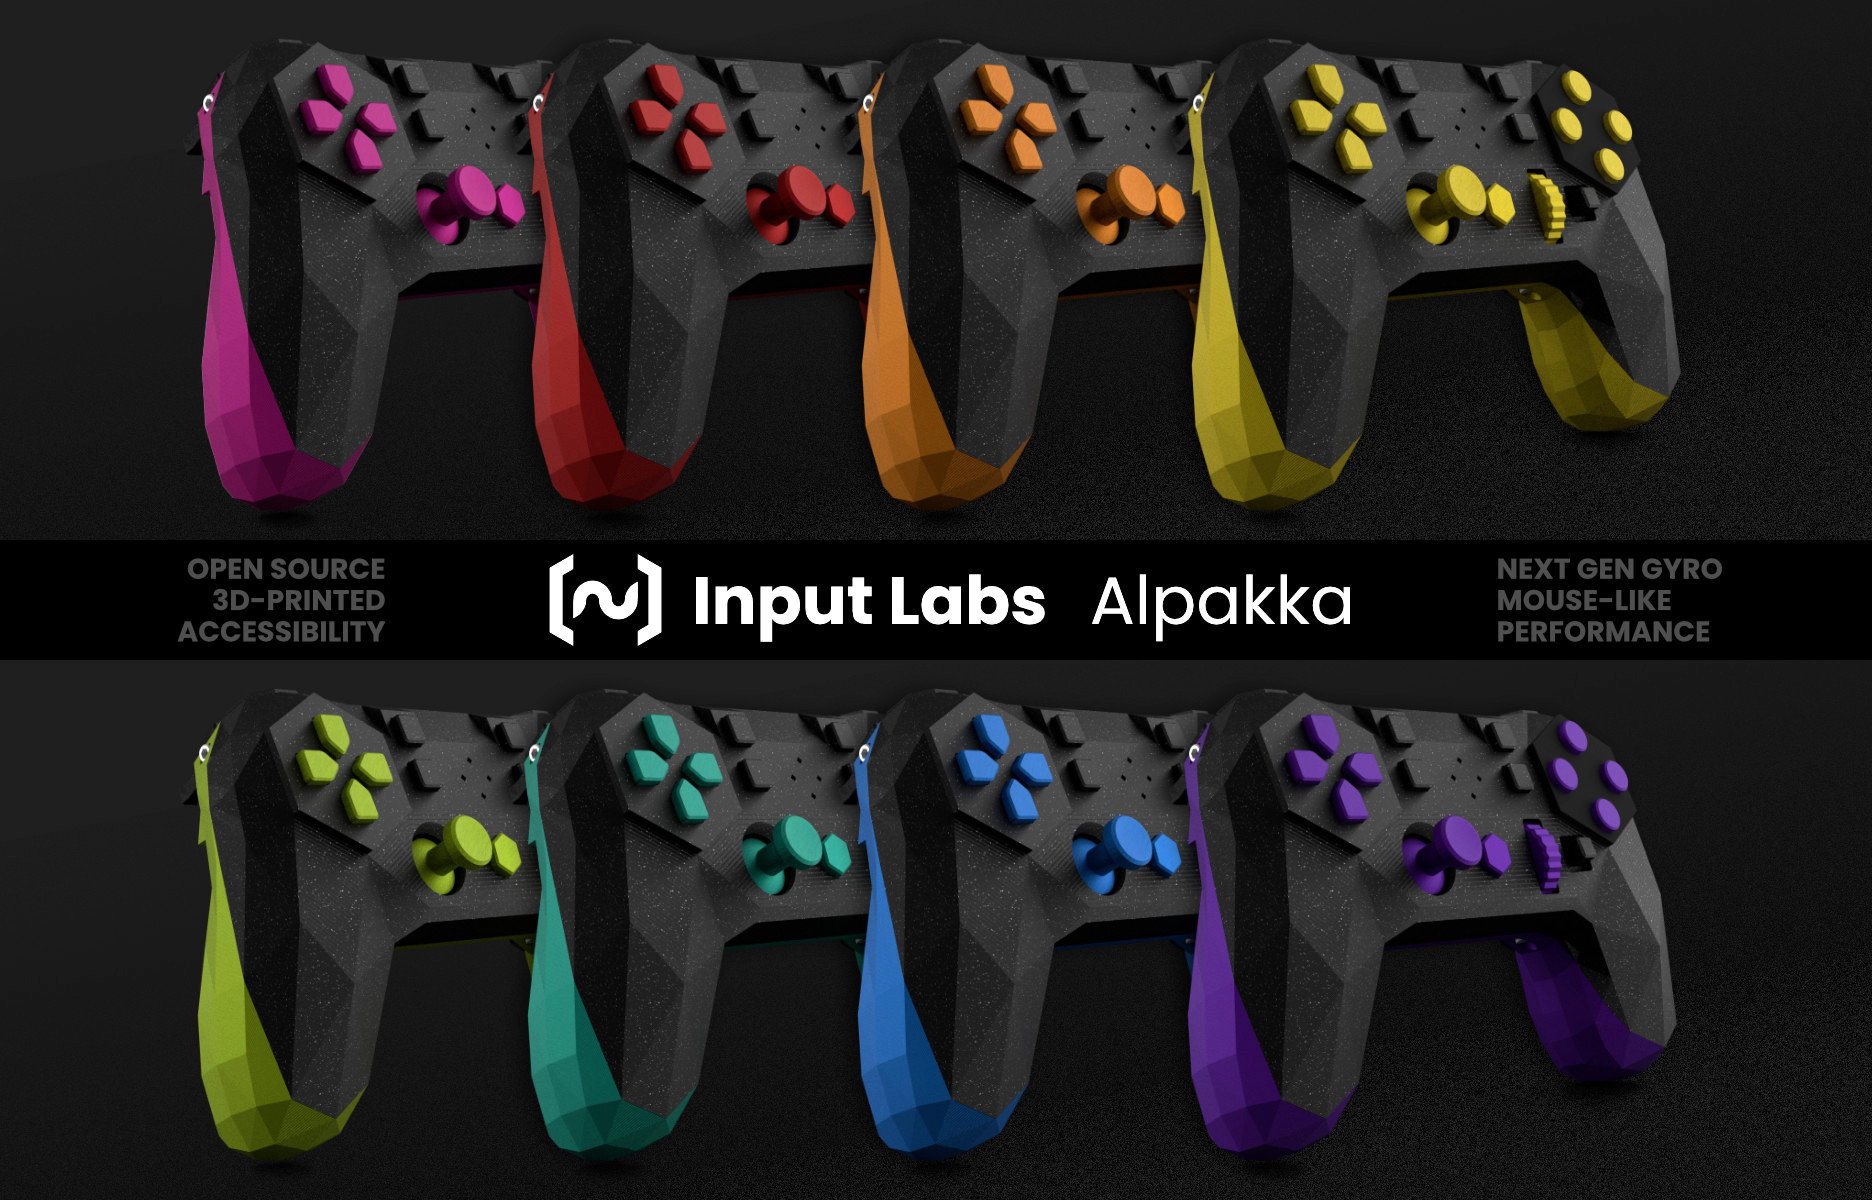 OPEN SOURCE
3D-PRINTED
ACCESSIBILITY
Input Labs Alpakka
NEXT GEN GYRO
MOUSE-LIKE
PERFORMANCE